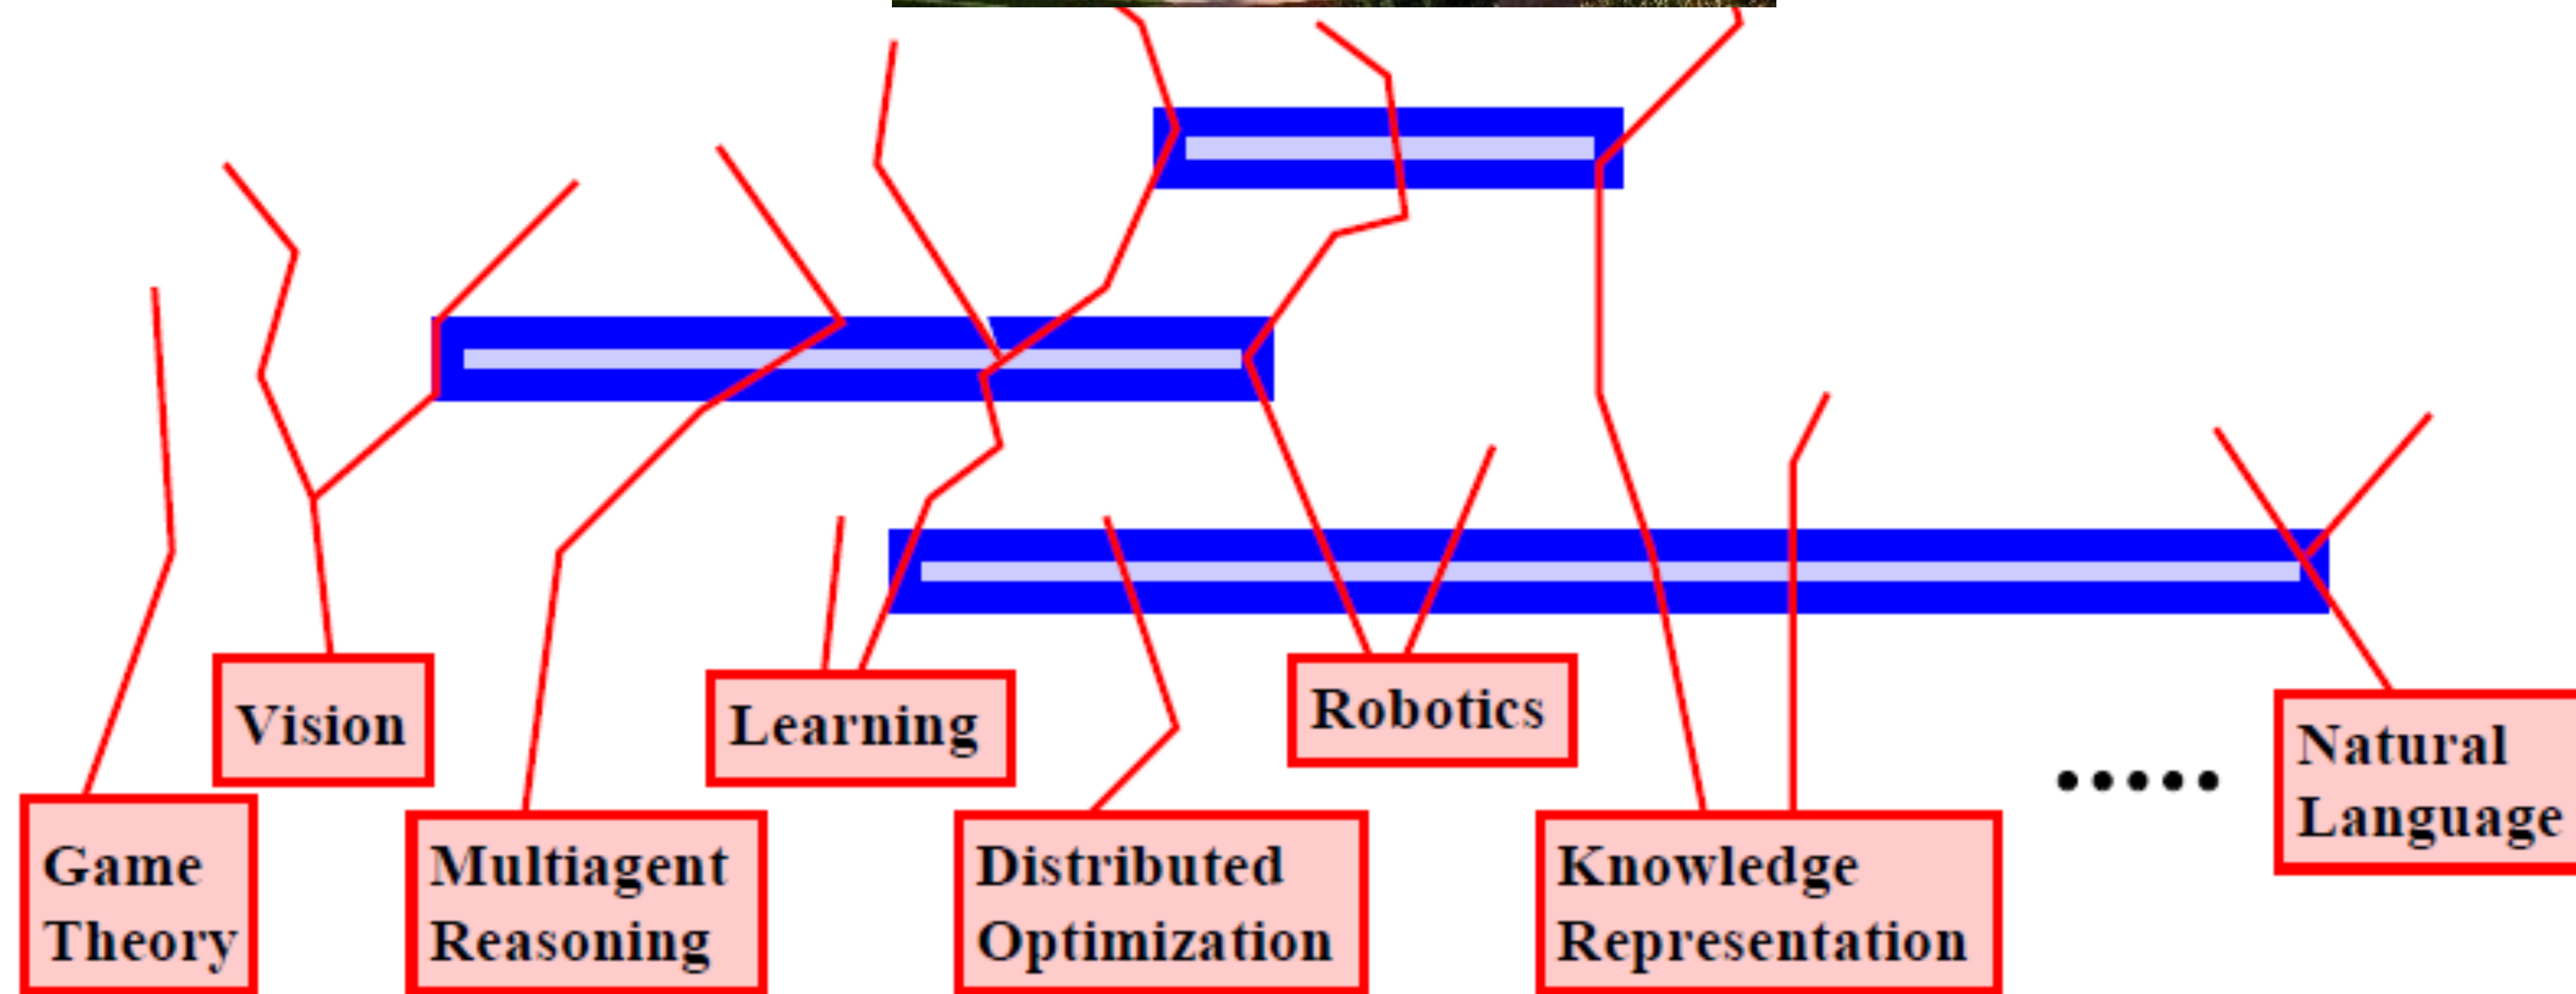 Vision
Learning
Robotics
Natural
Language
Game
Theory
Multiagent
Reasoning
Distributed
Optimization
Knowledge
Representation
.....